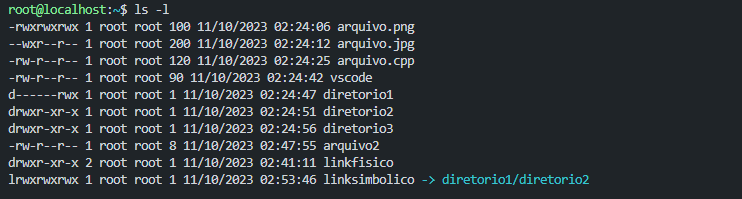 root@localhost:~$ ls -l
-rwxrwxrwx 1 root root 100 11/10/2023 02:24:06 arquivo.png
--wxr--r-- 1 root root 200 11/10/2023 02:24:12 arquivo.jpg
-rw-r--r-- 1 root root 120 11/10/2023 02:24:25 arquivo.cpp
-rw-r--r-- 1 root root 90 11/10/2023 02:24:42 vscode
d------rwx 1 root root 1 11/10/2023 02:24:47 diretorio1
drwxr-xr-x 1 root root 1 11/10/2023 02:24:51 diretorio2
drwxr-xr-x 1 root root 1 11/10/2023 02:24:56 diretorio3
-rw-r--r-- 1 root root 8 11/10/2023 02:47:55 arquivo2
drwxr-xr-x 2 root root 1 11/10/2023 02:41:11 linkfisico
lrwxrwxrwx 1 root root 1 11/10/2023 02:53:46 linksimbolico -> diretorio1/diretorio2